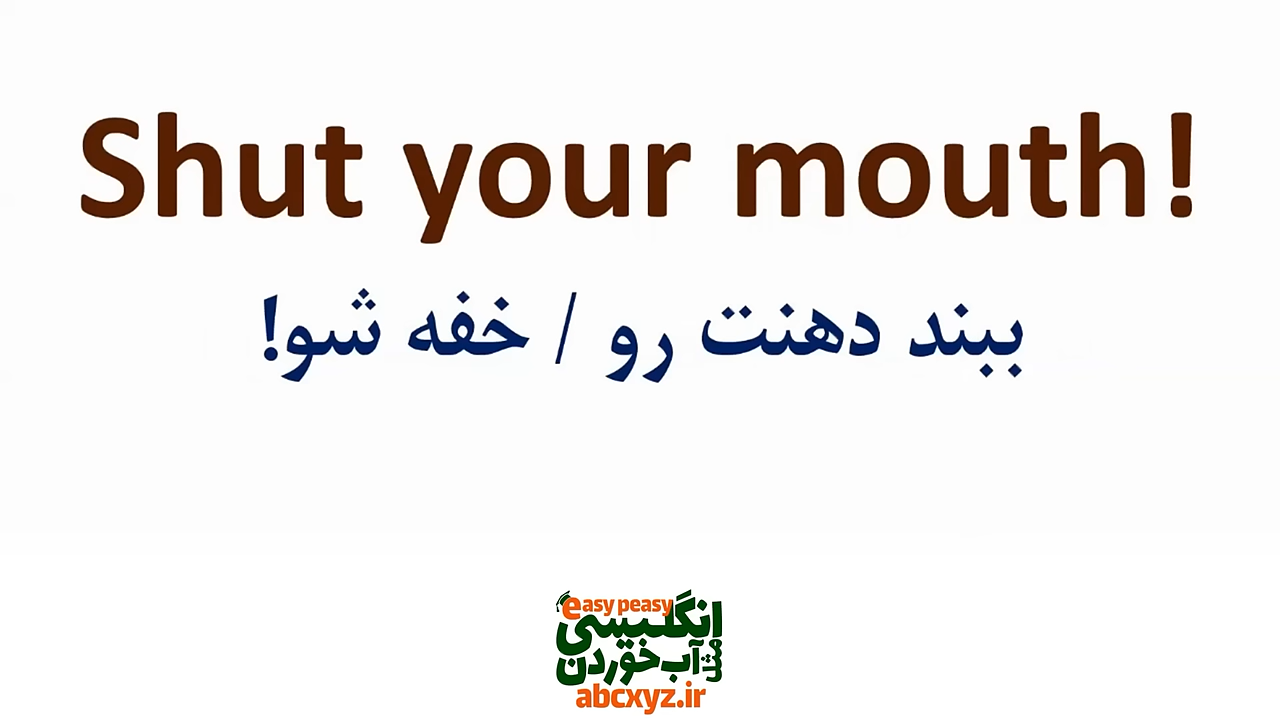 Shut your mouth!
ببند دهنت رو / خفه شو!
easy peasy
انگلیسی
مثل آب خوردن
abcxyz.ir